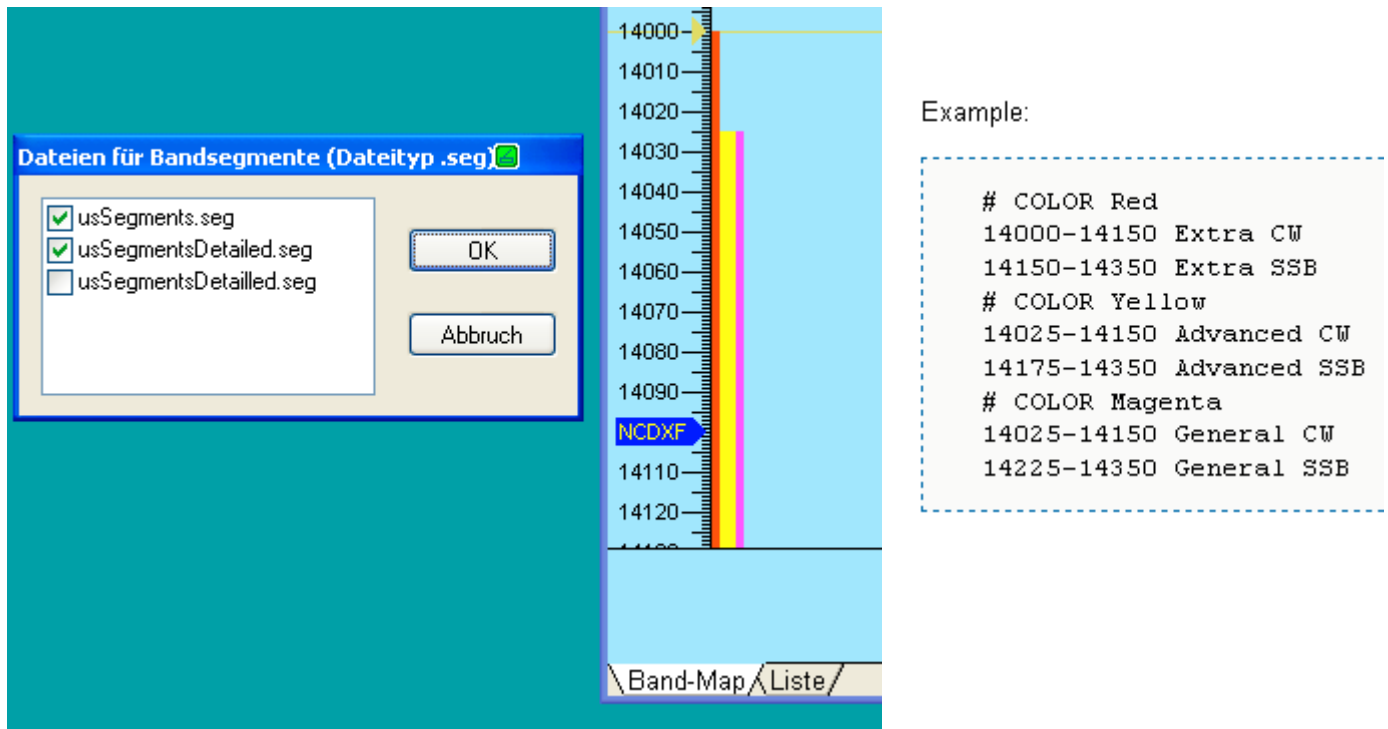 Dateien für Bandsegmente (Dateityp .seg)
usSegments.seg
usSegmentsDetailed.seg
usSegmentsDetailled.seg
OK
Abbruch
14000
14010
14020
14030
14040
14050
14060
14070
14080
14090
NCDXF
14110
14120
Band-Map
Liste
Example:
# COLOR Red
14000-14150 Extra CW
14150-14350 Extra SSB
# COLOR Yellow
14025-14150 Advanced CW
14175-14350 Advanced SSB
# COLOR Magenta
14025-14150 General CW
14225-14350 General SSB